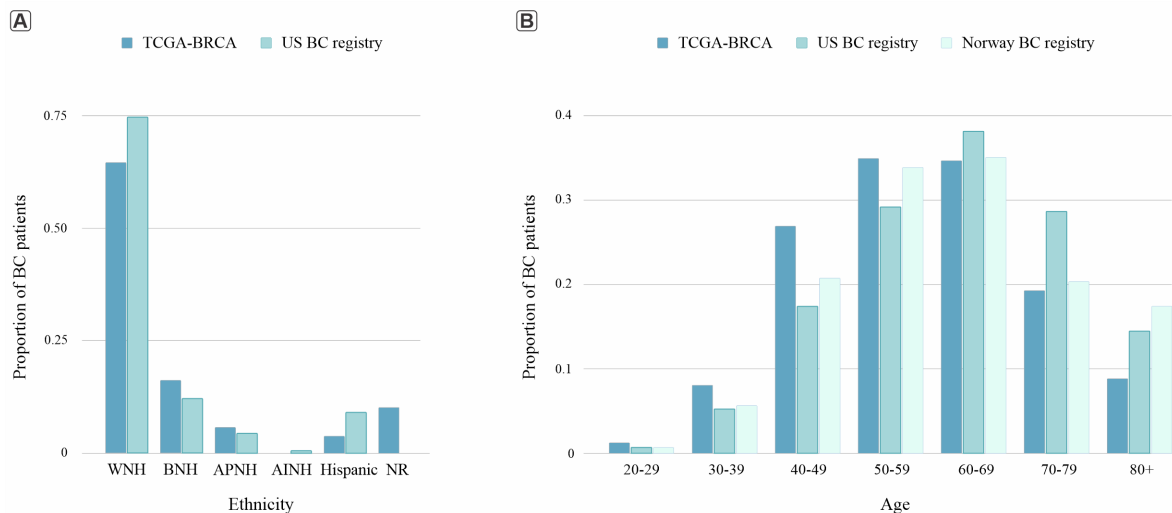 A
TCGA-BRCA US BC registry
Proportion of BC patients
0.75
0.50
0.25
0
WNH BNH APNH AINH Hispanic NR
Ethnicity
B
TCGA-BRCA US BC registry Norway BC registry
Proportion of BC patients
0.4
0.3
0.2
0.1
0
20-29 30-39 40-49 50-59 60-69 70-79 80+
Age